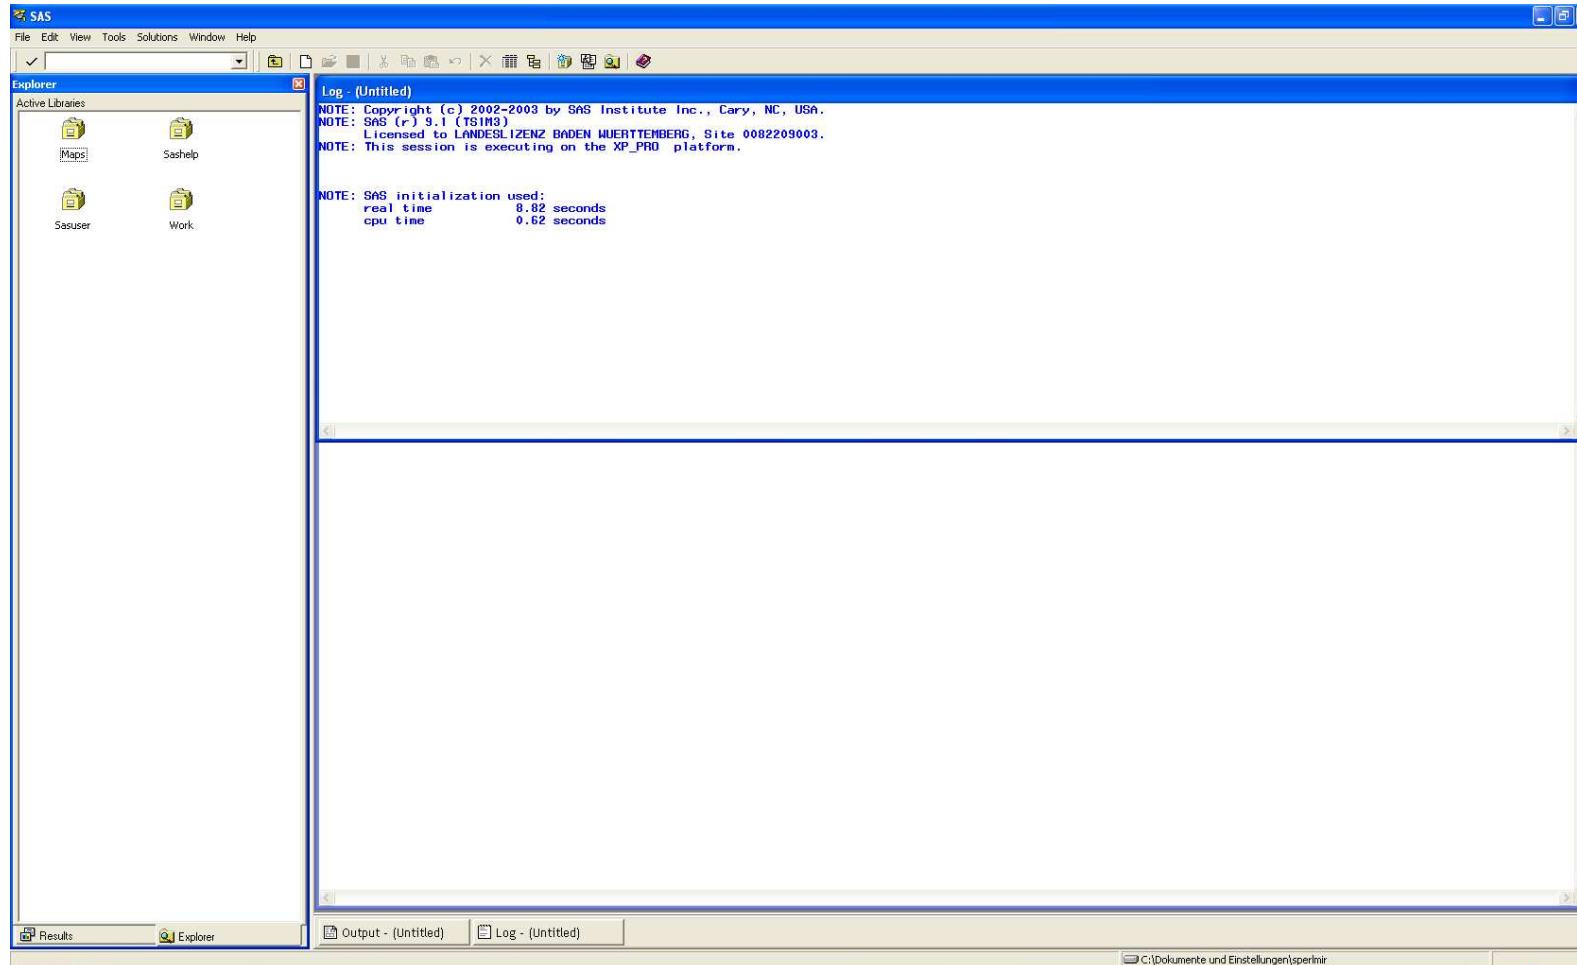 SAS
File Edit View Tools Solutions Window Help
Explorer
Active Libraries
Maps
Sashelp
Sasuser
Work
Results
Explorer
Log - (Untitled)
NOTE: Copyright (c) 2002-2003 by SAS Institute Inc., Cary, NC, USA.
NOTE: SAS (r) 9.1 (TS1M3)
Licensed to LANDESLIZENZ BADEN WUERTTEMBERG, Site 0082209003.
NOTE: This session is executing on the XP_PRO platform.
NOTE: SAS initialization used:
real time 8.82 seconds
cpu time 0.62 seconds
Output - (Untitled)
Log - (Untitled)
C:\Dokumente und Einstellungen\sperlmir